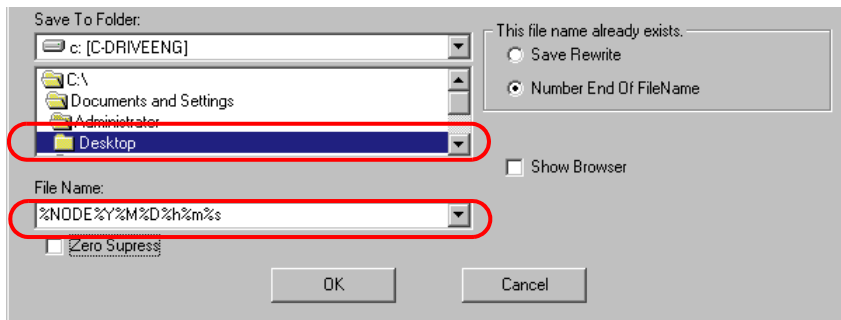 Save To Folder:
c: [C-DRIVEENG]
C:\
Documents and Settings
Administrator
Desktop
File Name:
%NODE%Y%M%D%h%m%s
Zero Supress
This file name already exists.
Save Rewrite
Number End Of FileName
Show Browser
OK
Cancel